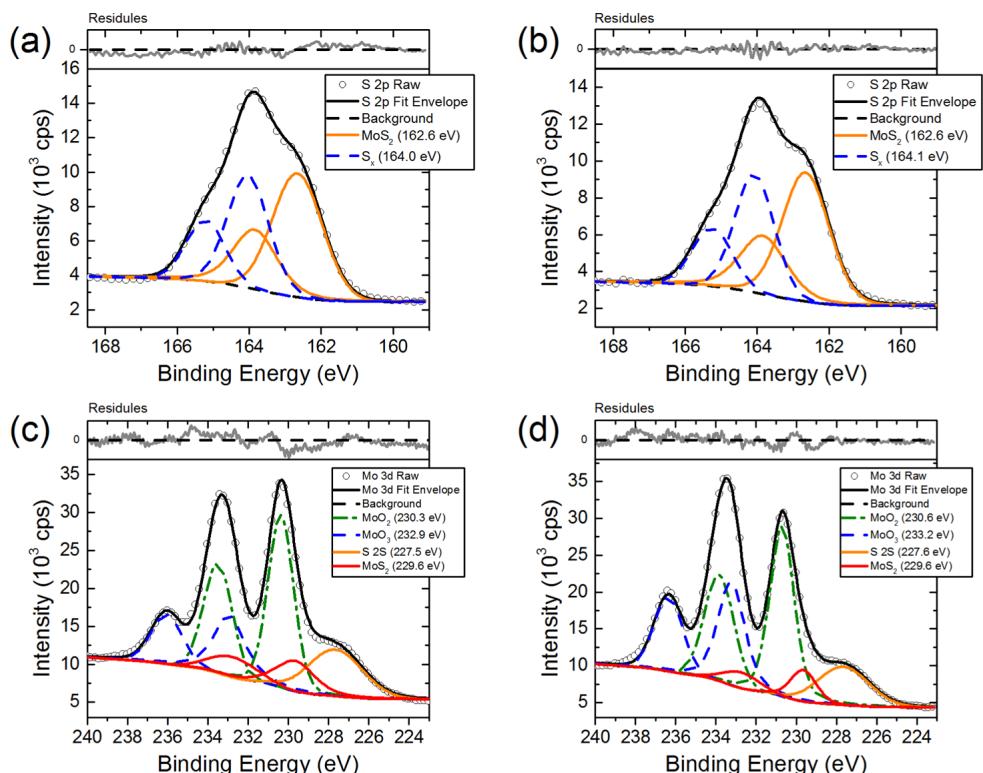 Residules
(a)
0
16
14
12
10
8
6
4
2
Intensity (10³ cps)
S 2p Raw
S 2p Fit Envelope
Background
MoS₂ (162.6 eV)
Sₓ (164.0 eV)
168 166 164 162 160
Binding Energy (eV)
Residules
(b)
0
14
12
10
8
6
4
2
Intensity (10³ cps)
S 2p Raw
S 2p Fit Envelope
Background
MoS₂ (162.6 eV)
Sₓ (164.1 eV)
168 166 164 162 160
Binding Energy (eV)
Residules
(c)
0
35
30
25
20
15
10
5
Intensity (10³ cps)
Mo 3d Raw
Mo 3d Fit Envelope
Background
MoO₂ (230.3 eV)
MoO₃ (232.9 eV)
S 2S (227.5 eV)
MoS₂ (229.6 eV)
240 238 236 234 232 230 228 226 224
Binding Energy (eV)
Residules
(d)
0
35
30
25
20
15
10
5
Intensity (10³ cps)
Mo 3d Raw
Mo 3d Fit Envelope
Background
MoO₂ (230.6 eV)
MoO₃ (233.2 eV)
S 2S (227.6 eV)
MoS₂ (229.6 eV)
240 238 236 234 232 230 228 226 224
Binding Energy (eV)